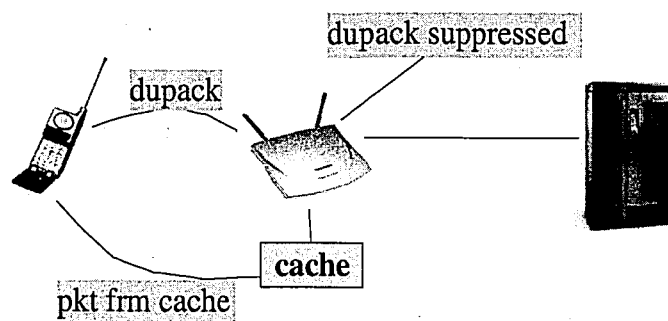 dupack suppressed
dupack
cache
pkt frm cache